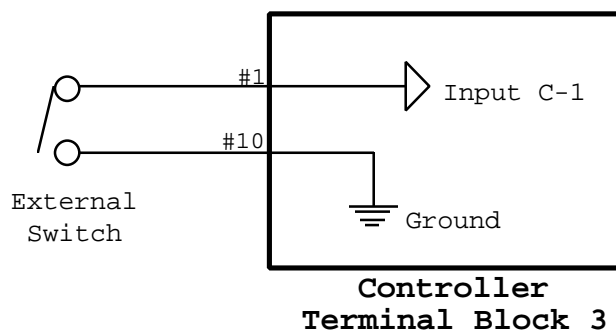 #1
Input C-1
#10
External
Switch
Ground
Controller
Terminal Block 3